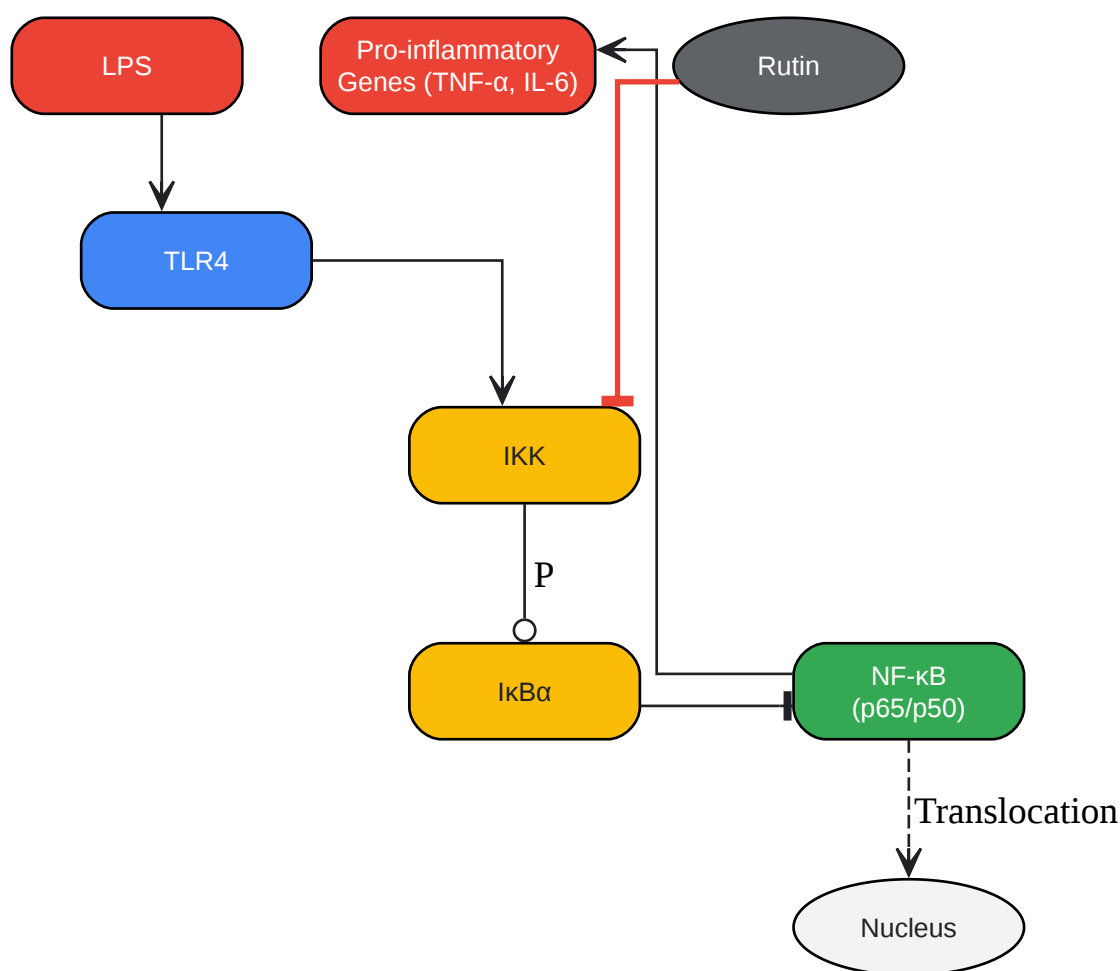 LPS
Pro-inflammatory
Genes (TNF-α, IL-6)
Rutin
TLR4
IKK
P
IκBα
NF-κB
(p65/p50)
Translocation
Nucleus